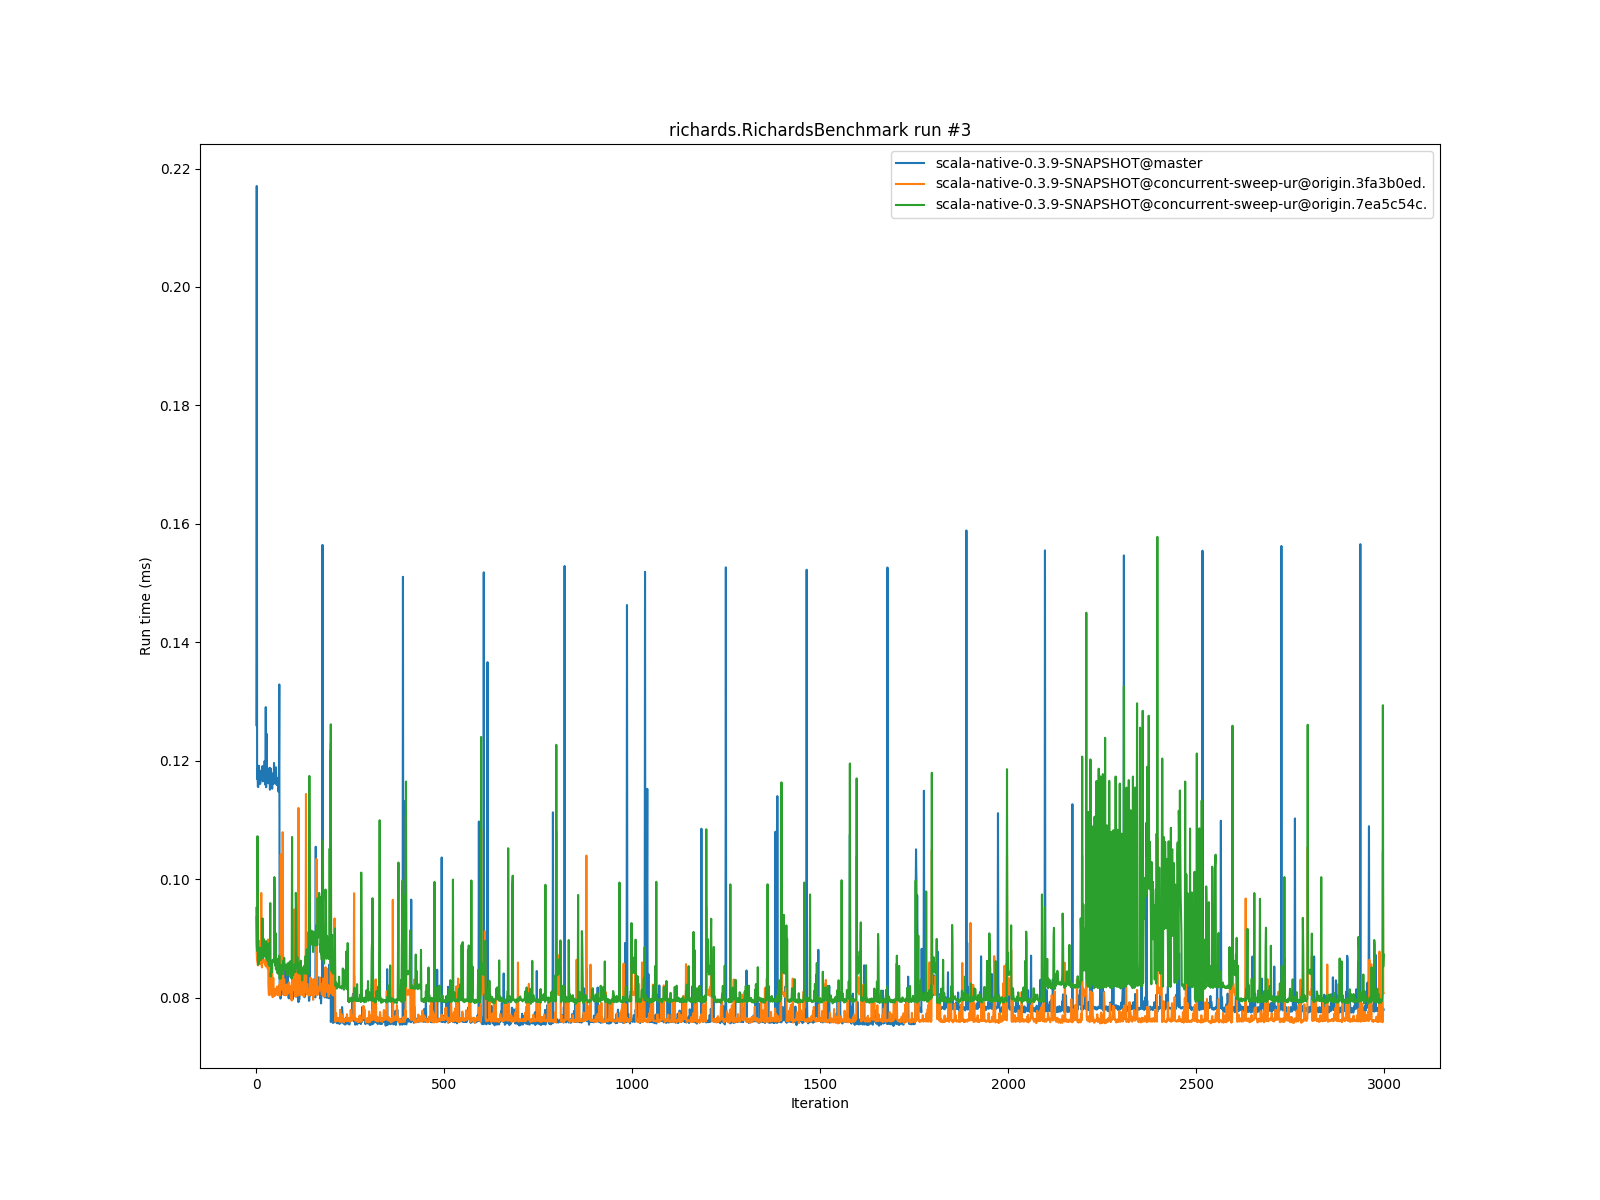 richards.RichardsBenchmark run #3
scala-native-0.3.9-SNAPSHOT@master
scala-native-0.3.9-SNAPSHOT@concurrent-sweep-ur@origin.3fa3b0ed.
scala-native-0.3.9-SNAPSHOT@concurrent-sweep-ur@origin.7ea5c54c.
Run time (ms)
0.22
0.20
0.18
0.16
0.14
0.12
0.10
0.08
0
500
1000
1500
2000
2500
3000
Iteration